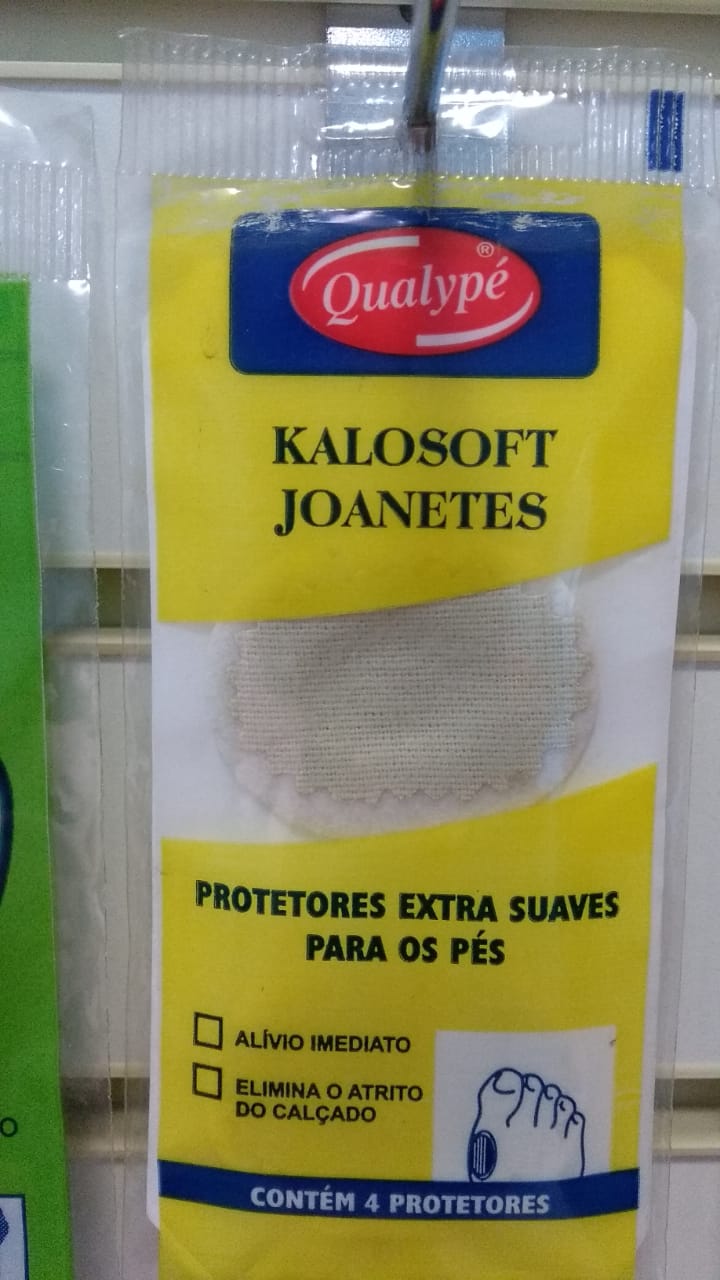 Qualypé®
KALOSOFT
JOANETES
PROTETORES EXTRA SUAVES
PARA OS PÉS
ALÍVIO IMEDIATO
ELIMINA O ATRITO
DO CALÇADO
CONTÉM 4 PROTETORES